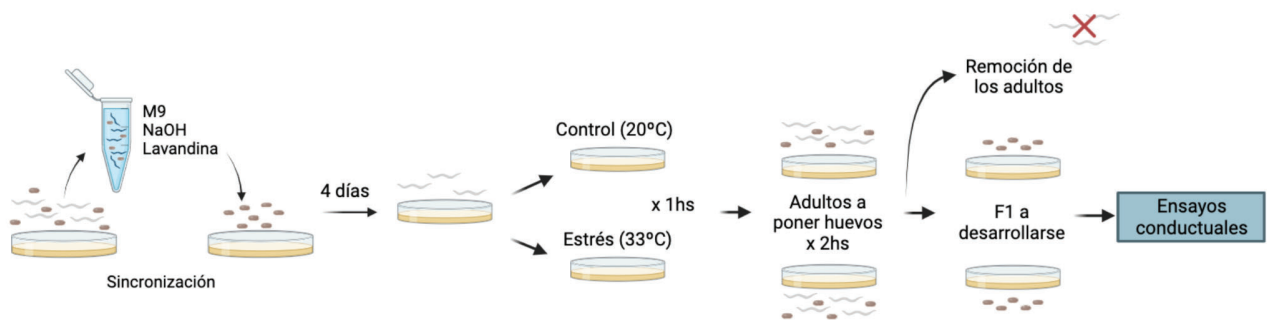 M9
NaOH
Lavandina
Sincronización
4 días
Control (20ºC)
x 1hs
Estrés (33ºC)
Adultos a
poner huevos
x 2hs
Remoción de
los adultos
F1 a
desarrollarse
Ensayos
conductuales